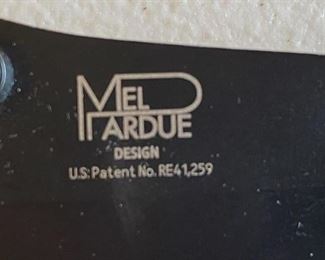 MEL
PARDUE
DESIGN
U.S. Patent No. RE41,259